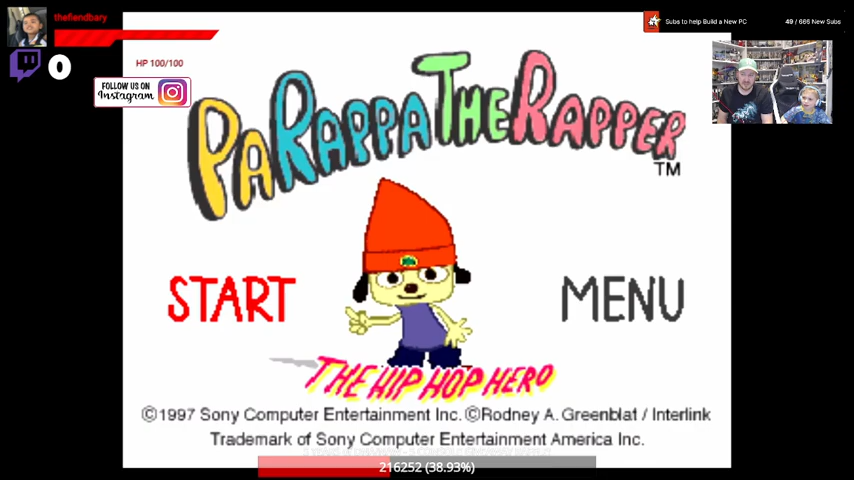 thefiendbary
Subs to help Build a New PC
49 / 666 New Subs
HP 100/100
0
FOLLOW US ON
Instagram
PARAPPA THE RAPPER
TM
START
MENU
THE HIP HOP HERO
©1997 Sony Computer Entertainment Inc. ©Rodney A. Greenblat / Interlink
Trademark of Sony Computer Entertainment America Inc.
216252 (38.93%)